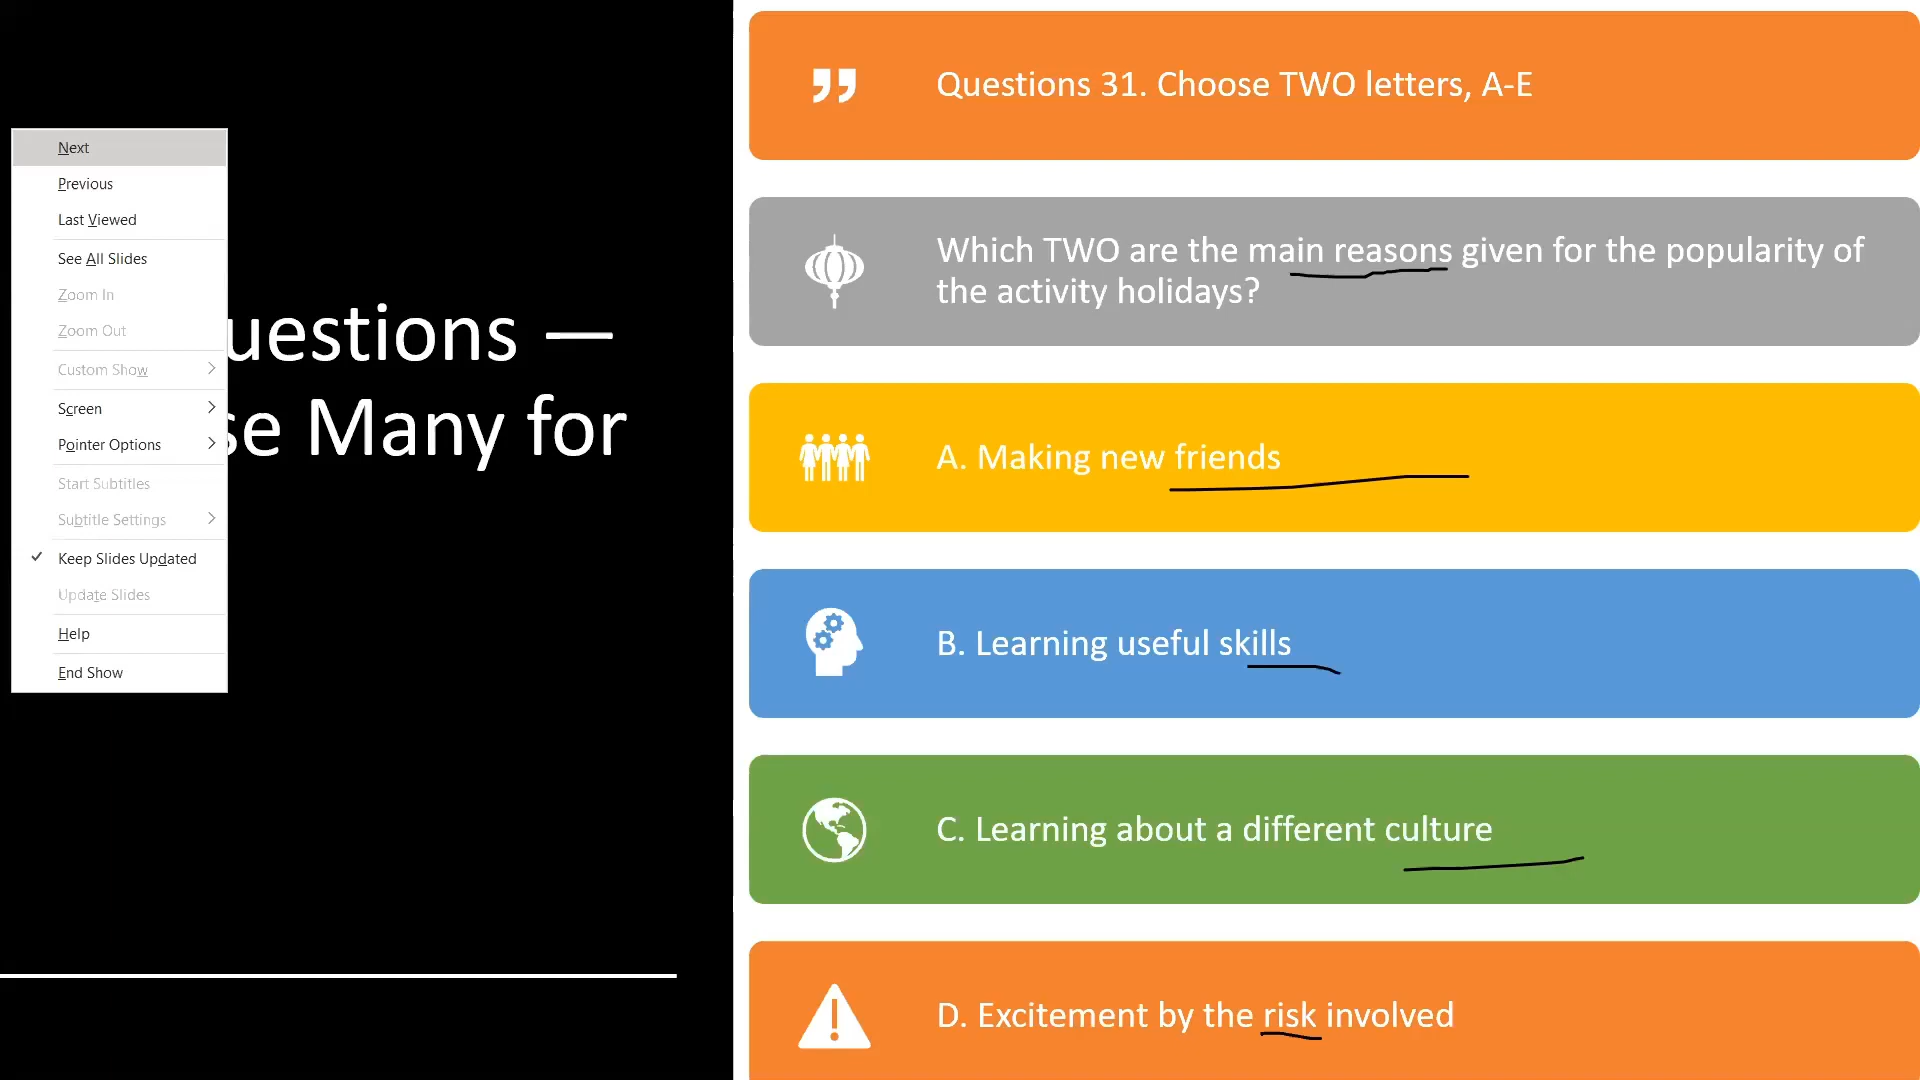 Next
Previous
Last Viewed
See All Slides
Zoom In
Zoom Out
Custom Show
Screen
Pointer Options
Start Subtitles
Subtitle Settings
Keep Slides Updated
Update Slides
Help
End Show
uestions —
se Many for
Questions 31. Choose TWO letters, A-E
Which TWO are the main reasons given for the popularity of
the activity holidays?
A. Making new friends
B. Learning useful skills
C. Learning about a different culture
D. Excitement by the risk involved